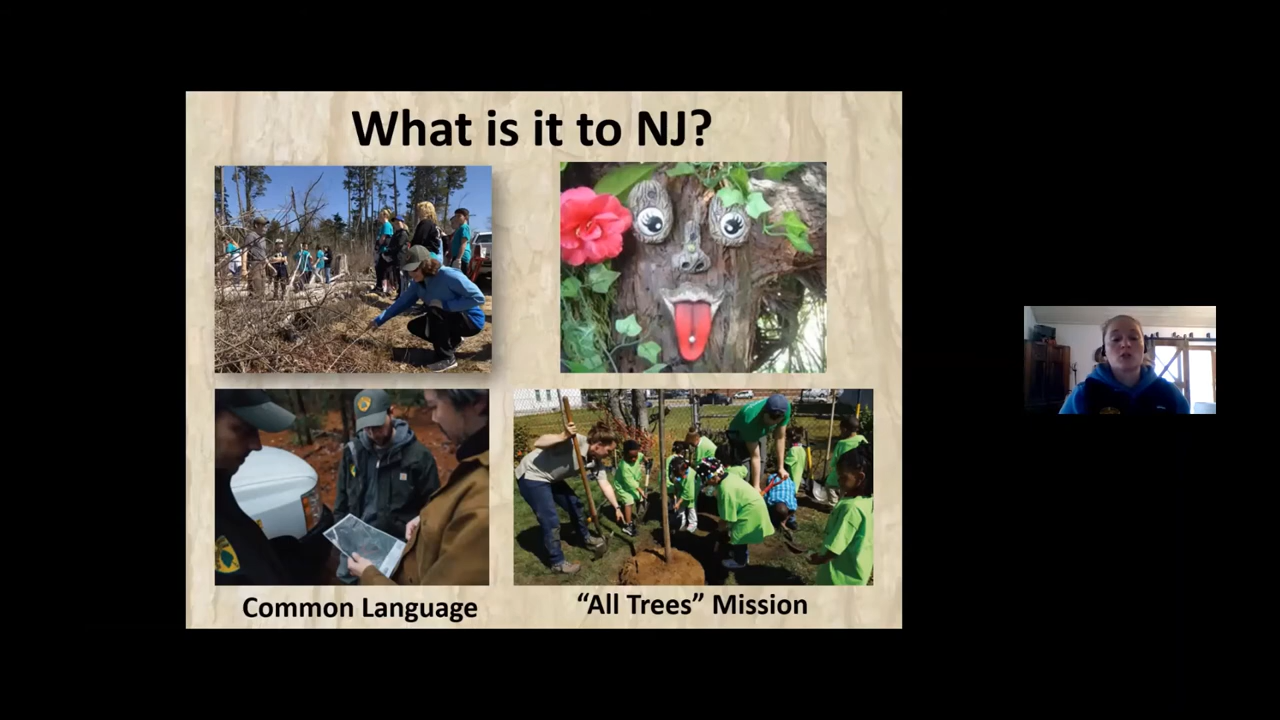 What is it to NJ?
Common Language
“All Trees” Mission